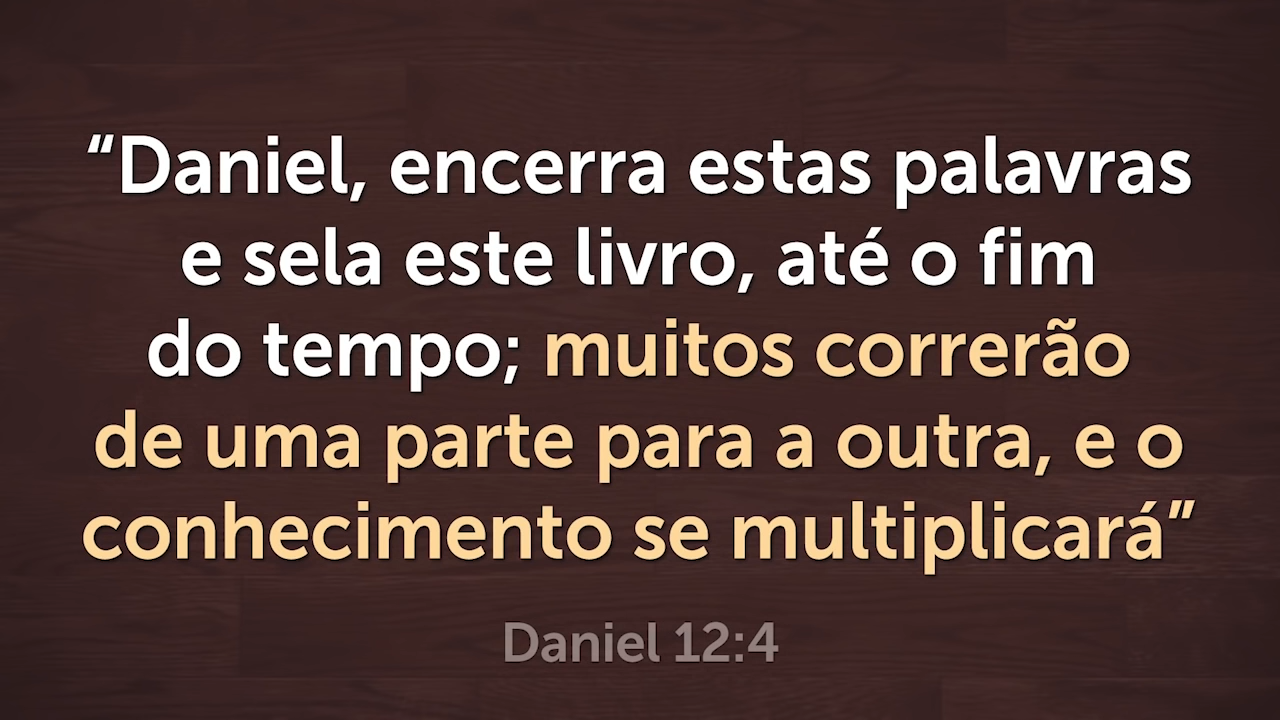 “Daniel, encerra estas palavras
e sela este livro, até o fim
do tempo; muitos correrão
de uma parte para a outra, e o
conhecimento se multiplicará”
Daniel 12:4